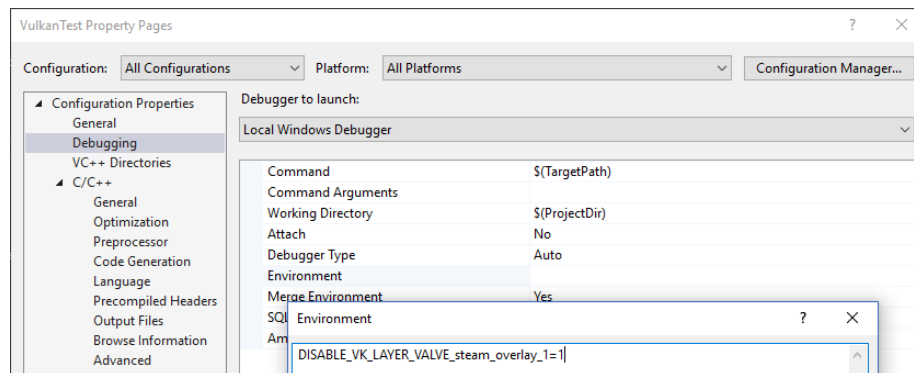 VulkanTest Property Pages ? ×
Configuration: All Configurations Platform: All Platforms Configuration Manager...
Configuration Properties
General
Debugging
VC++ Directories
C/C++
General
Optimization
Preprocessor
Code Generation
Language
Precompiled Headers
Output Files
Browse Information
Advanced
Debugger to launch:
Local Windows Debugger
Command $(TargetPath)
Command Arguments
Working Directory $(ProjectDir)
Attach No
Debugger Type Auto
Environment
Merge Environment Yes
SQL
Am
Environment ? ×
DISABLE_VK_LAYER_VALVE_steam_overlay_1=1